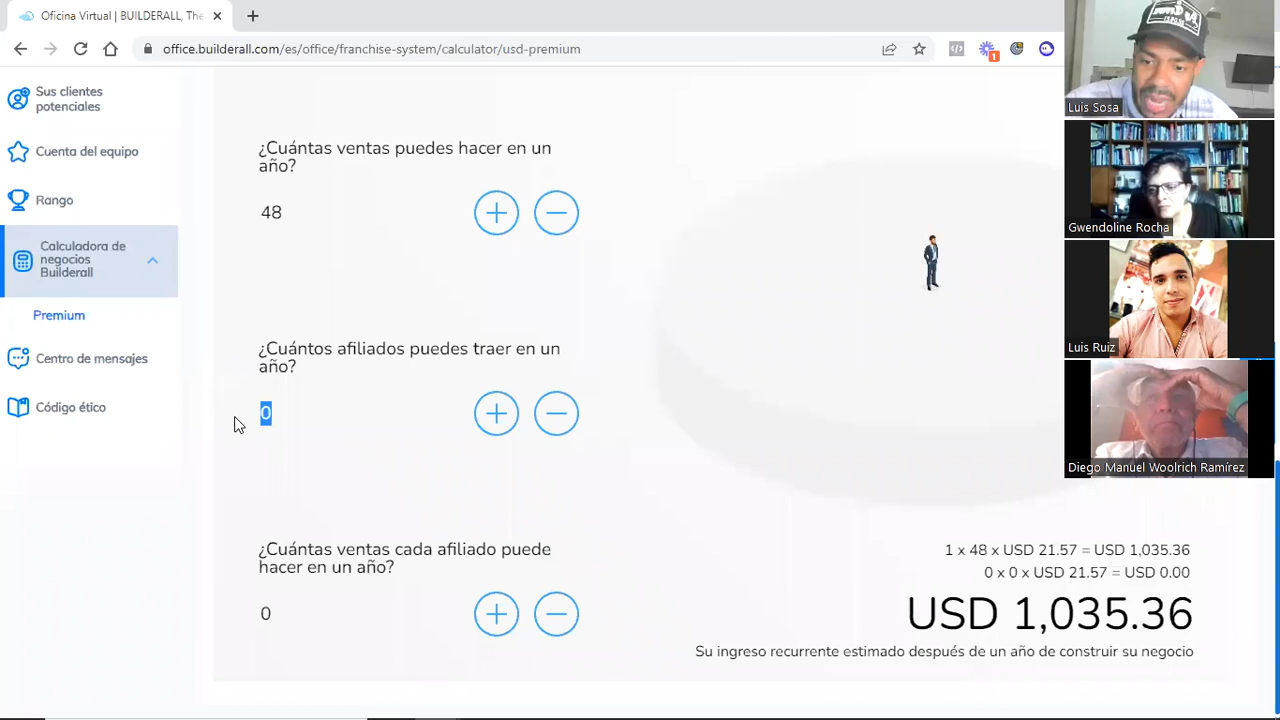 Oficina Virtual | BUILDERALL, The
office.builderall.com/es/office/franchise-system/calculator/usd-premium
1
Sus clientes
potenciales
Cuenta del equipo
Rango
Calculadora de
negocios
Builderall
Premium
Centro de mensajes
Código ético
¿Cuántas ventas puedes hacer en un
año?
48
¿Cuántos afiliados puedes traer en un
año?
0
¿Cuántas ventas cada afiliado puede
hacer en un año?
0
1 x 48 x USD 21.57 = USD 1,035.36
0 x 0 x USD 21.57 = USD 0.00
USD 1,035.36
Su ingreso recurrente estimado después de un año de construir su negocio
Luis Sosa
Gwendoline Rocha
Luis Ruiz
Diego Manuel Woolrich Ramírez